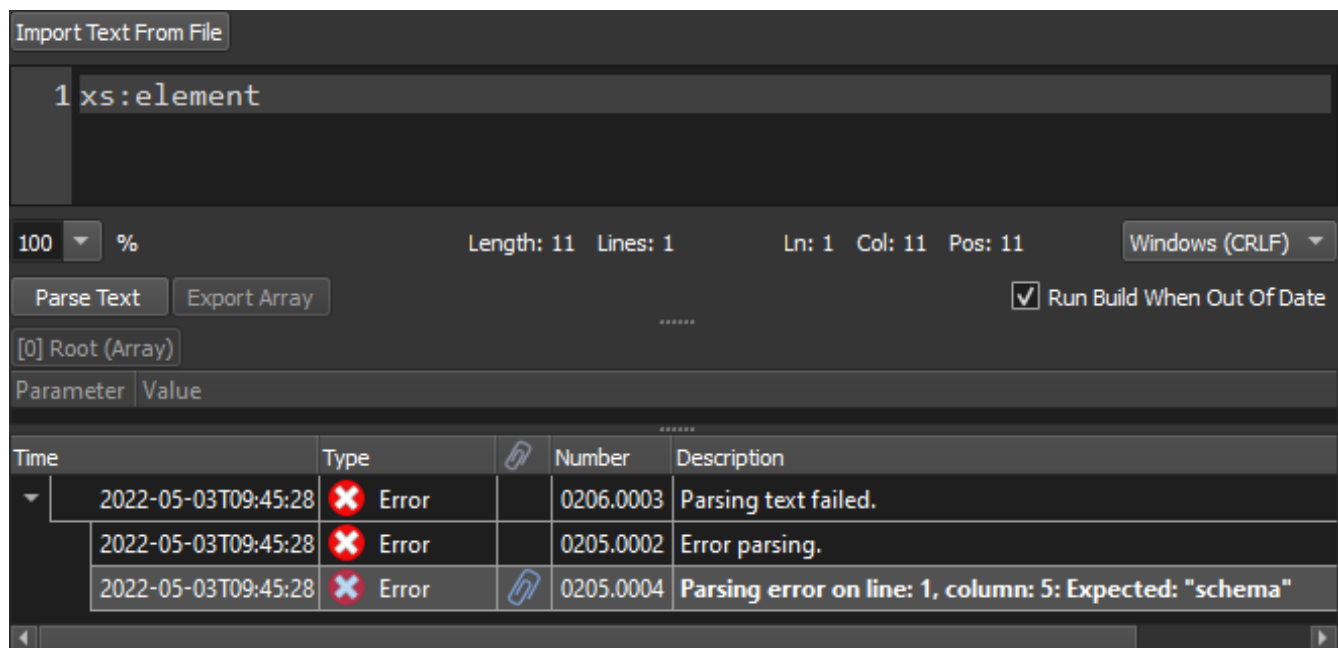 Import Text From File
1 xs:element
100 % Length: 11 Lines: 1 Ln: 1 Col: 11 Pos: 11 Windows (CRLF)
Parse Text Export Array Run Build When Out Of Date
[0] Root (Array)
Parameter Value
Time Type Number Description
2022-05-03T09:45:28 Error 0206.0003 Parsing text failed.
2022-05-03T09:45:28 Error 0205.0002 Error parsing.
2022-05-03T09:45:28 Error 0205.0004 Parsing error on line: 1, column: 5: Expected: "schema"